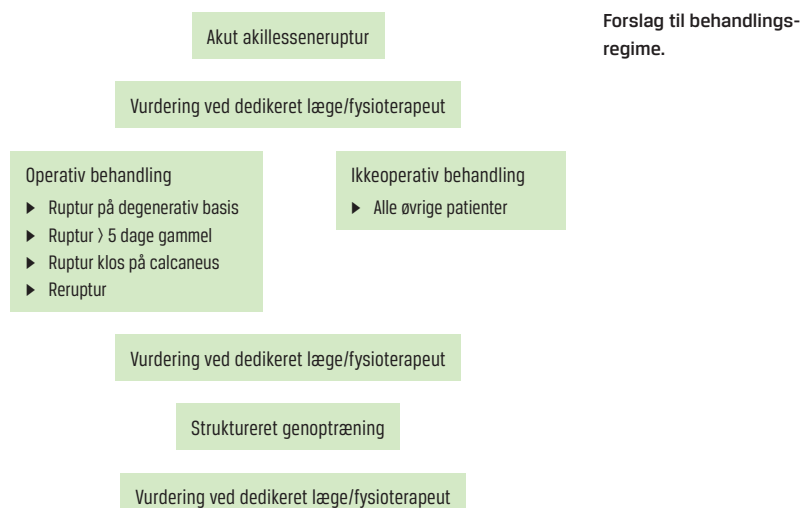 Forslag til behandlings-
regime.
Akut akillesseneruptur
Vurdering ved dedikeret læge/fysioterapeut
Operativ behandling
▶ Ruptur på degenerativ basis
▶ Ruptur > 5 dage gammel
▶ Ruptur klos på calcaneus
▶ Reruptur
Ikkeoperativ behandling
▶ Alle øvrige patienter
Vurdering ved dedikeret læge/fysioterapeut
Struktureret genoptræning
Vurdering ved dedikeret læge/fysioterapeut